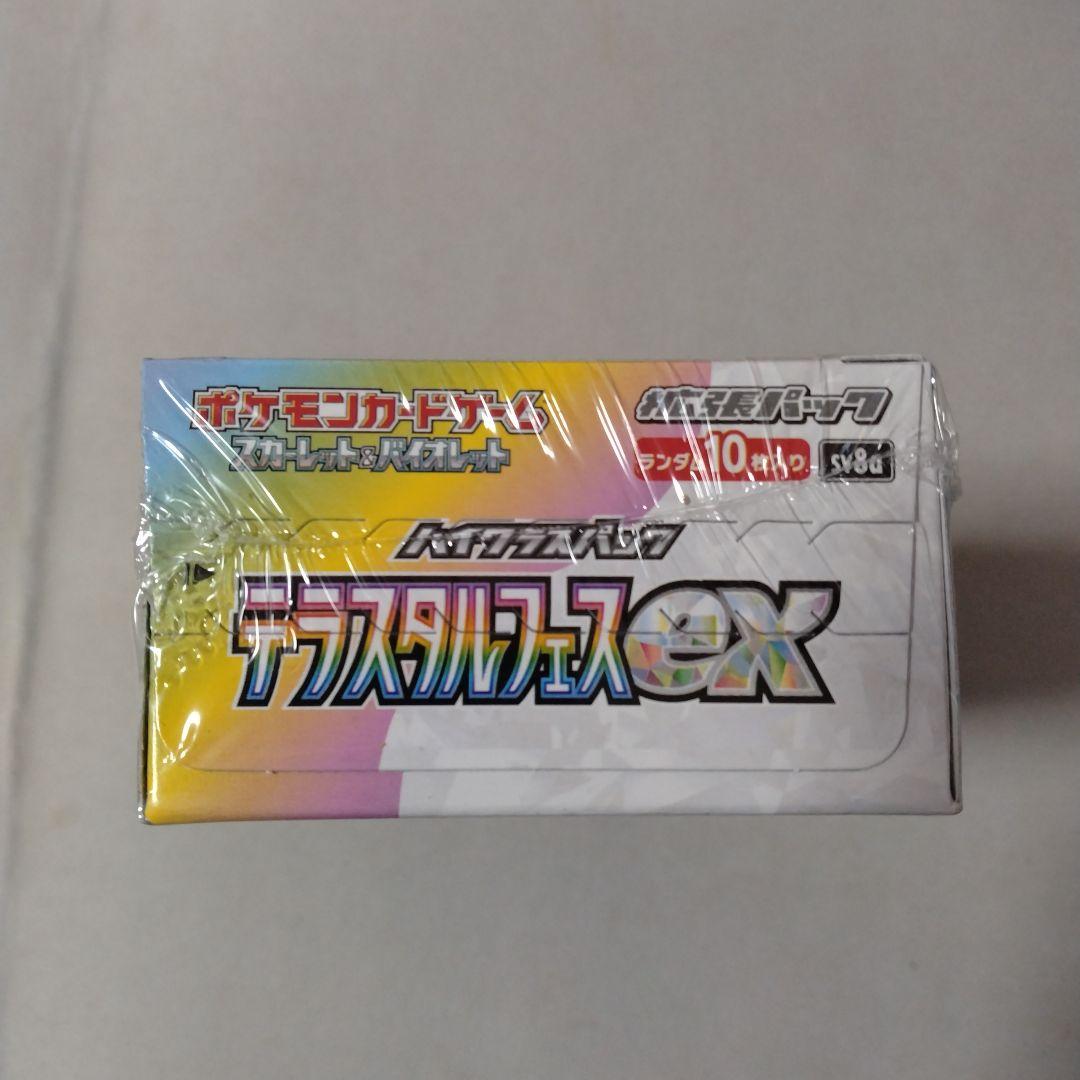 ポケモンカードゲーム
スカーレット&バイオレット
拡張パック
ランダム10枚入り
sv8a
ハイクラスパック
テラスタルフェスex